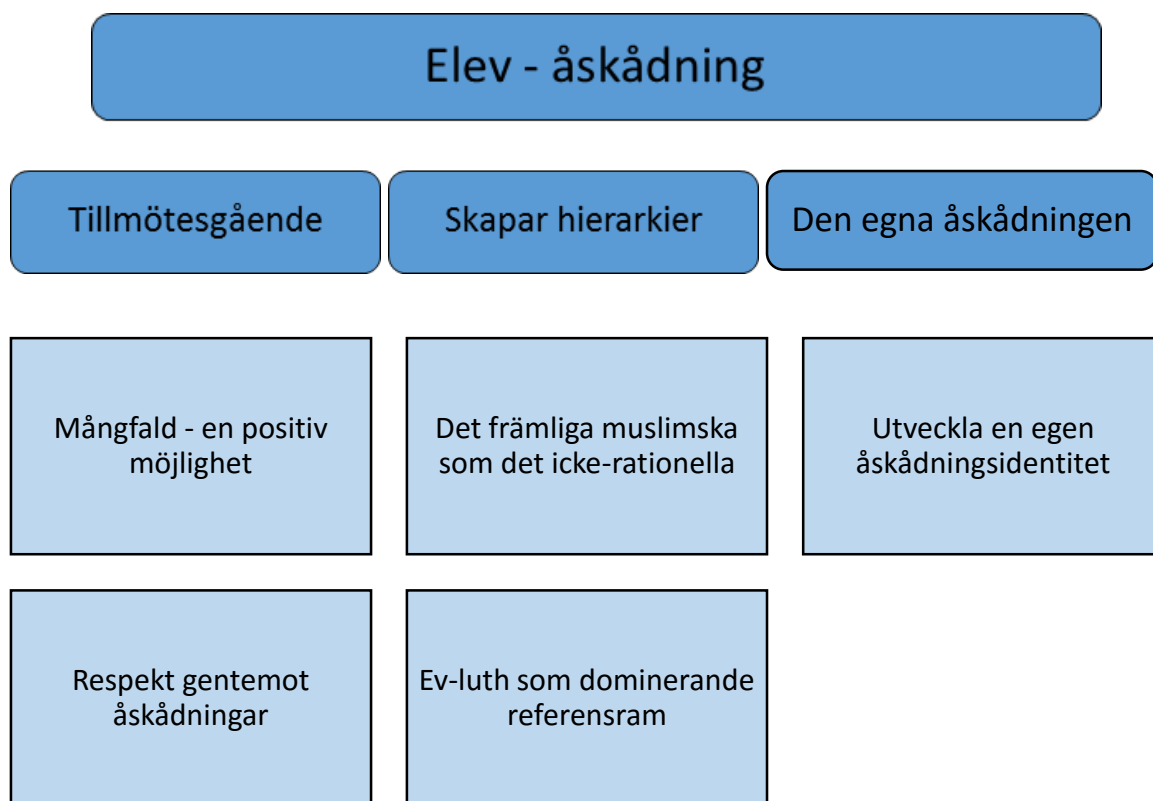 Elev - åskådning
Tillmötesgående
Skapar hierarkier
Den egna åskådningen
Mångfald - en positiv
möjlighet
Det främliga muslimska
som det icke-rationella
Utveckla en egen
åskådningsidentitet
Respekt gentemot
åskådningar
Ev-luth som dominerande
referensram